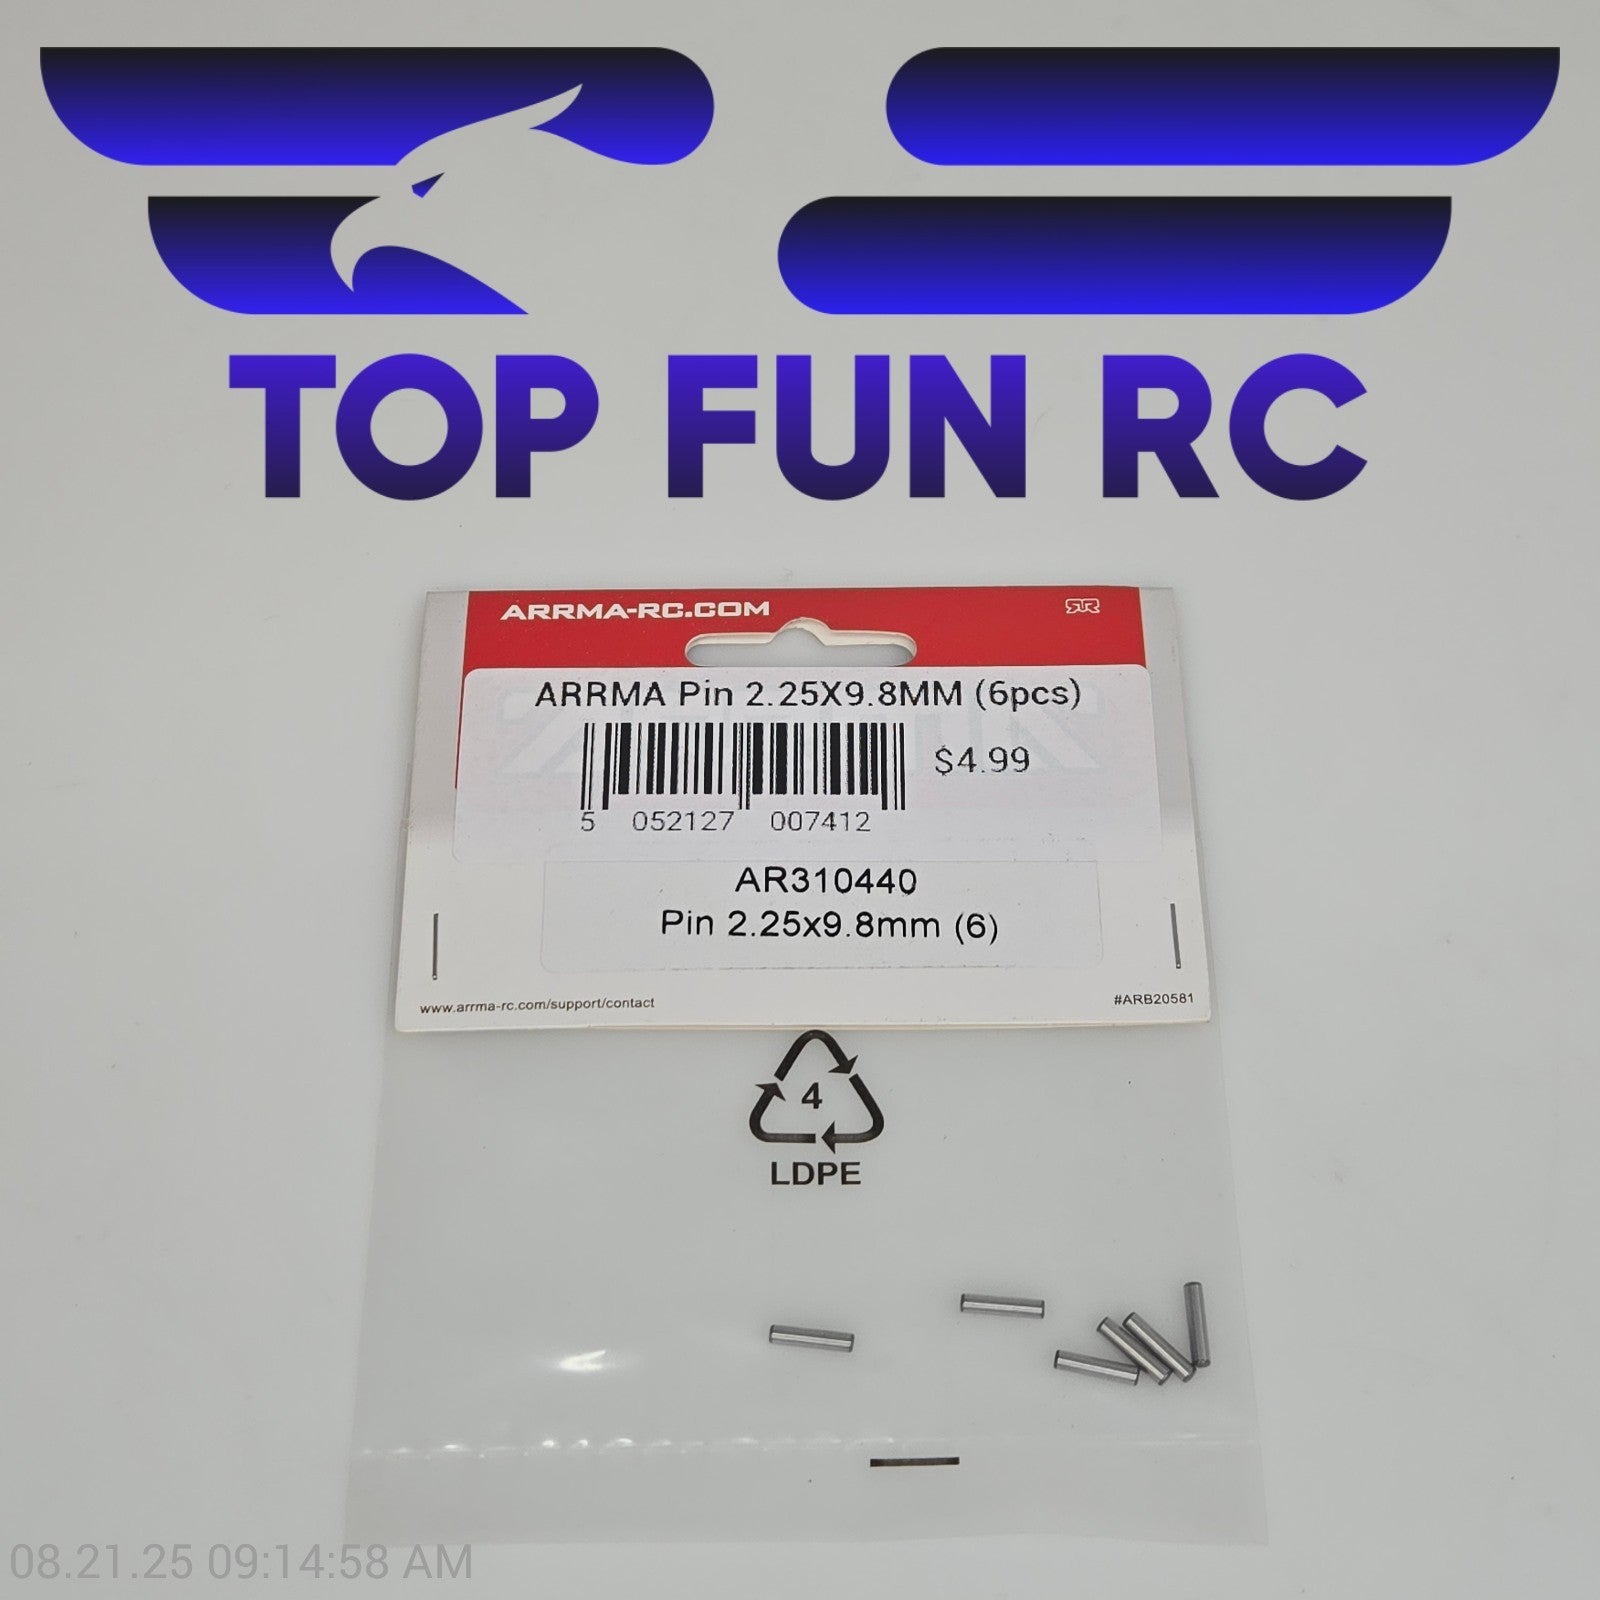 TOP FUN RC
ARRMA-RC.COM
ARRMA Pin 2.25X9.8MM (6pcs)
$4.99
5 052127 007412
AR310440
Pin 2.25x9.8mm (6)
www.arrma-rc.com/support/contact
#ARB20581
4
LDPE
08.21.25 09:14:58 AM